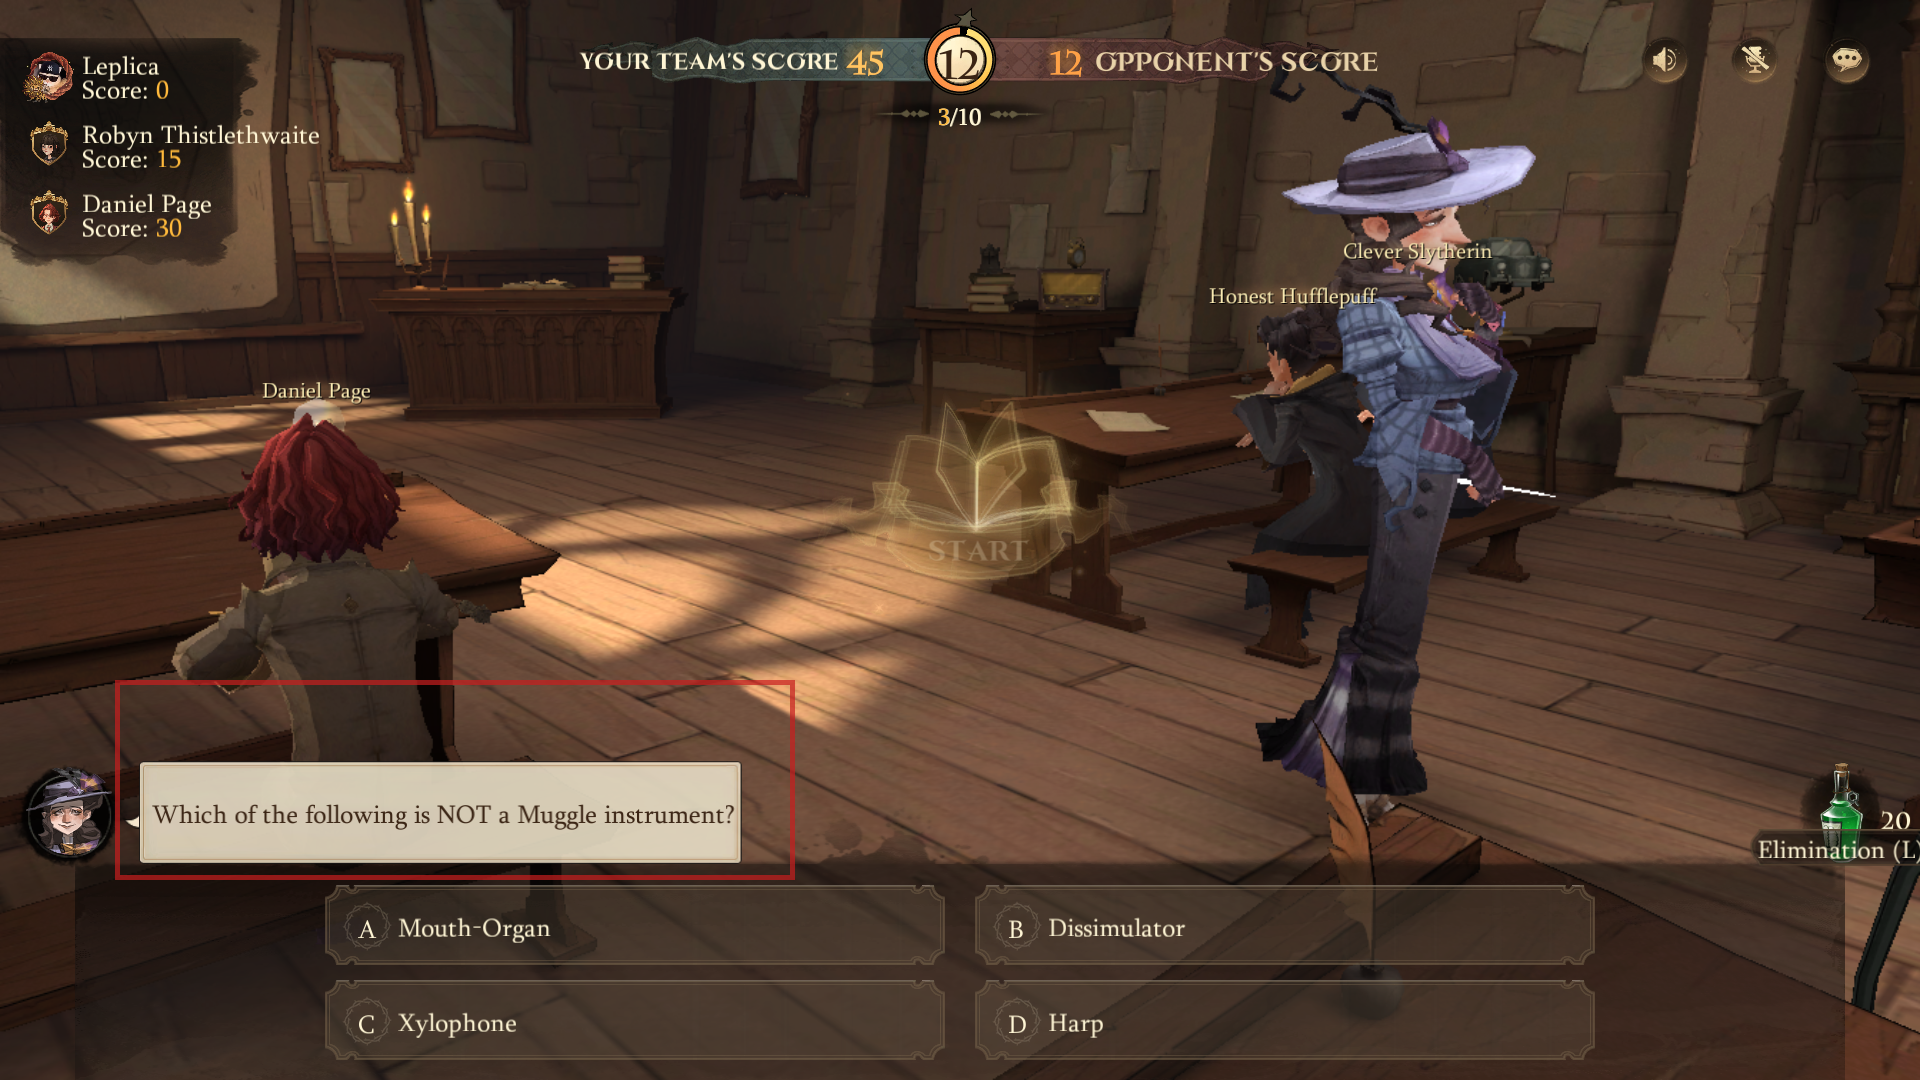 YOUR TEAM'S SCORE 45 12 12 OPPONENT'S SCORE
3/10
Leplica
Score: 0
Robyn Thistlethwaite
Score: 15
Daniel Page
Score: 30
Clever Slytherin
Honest Hufflepuff
Daniel Page
START
Which of the following is NOT a Muggle instrument?
20
Elimination (L)
A Mouth-Organ
B Dissimulator
C Xylophone
D Harp